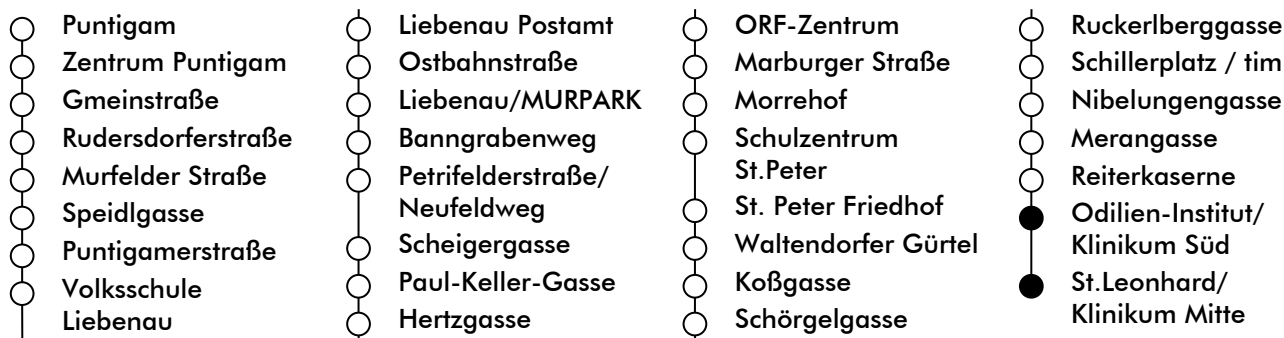 Puntigam
Zentrum Puntigam
Gmeinstraße
Rudersdorferstraße
Murfelder Straße
Speidlgasse
Puntigamerstraße
Volksschule
Liebenau
Liebenau Postamt
Ostbahnstraße
Liebenau/MURPARK
Banngrabenweg
Petrifelderstraße/
Neufeldweg
Scheigergasse
Paul-Keller-Gasse
Hertzgasse
ORF-Zentrum
Marburger Straße
Morrehof
Schulzentrum
St.Peter
St. Peter Friedhof
Waltendorfer Gürtel
Koßgasse
Schörgelgasse
Ruckerlberggasse
Schillerplatz / tim
Nibelungengasse
Merangasse
Reiterkaserne
Odilien-Institut/
Klinikum Süd
St.Leonhard/
Klinikum Mitte